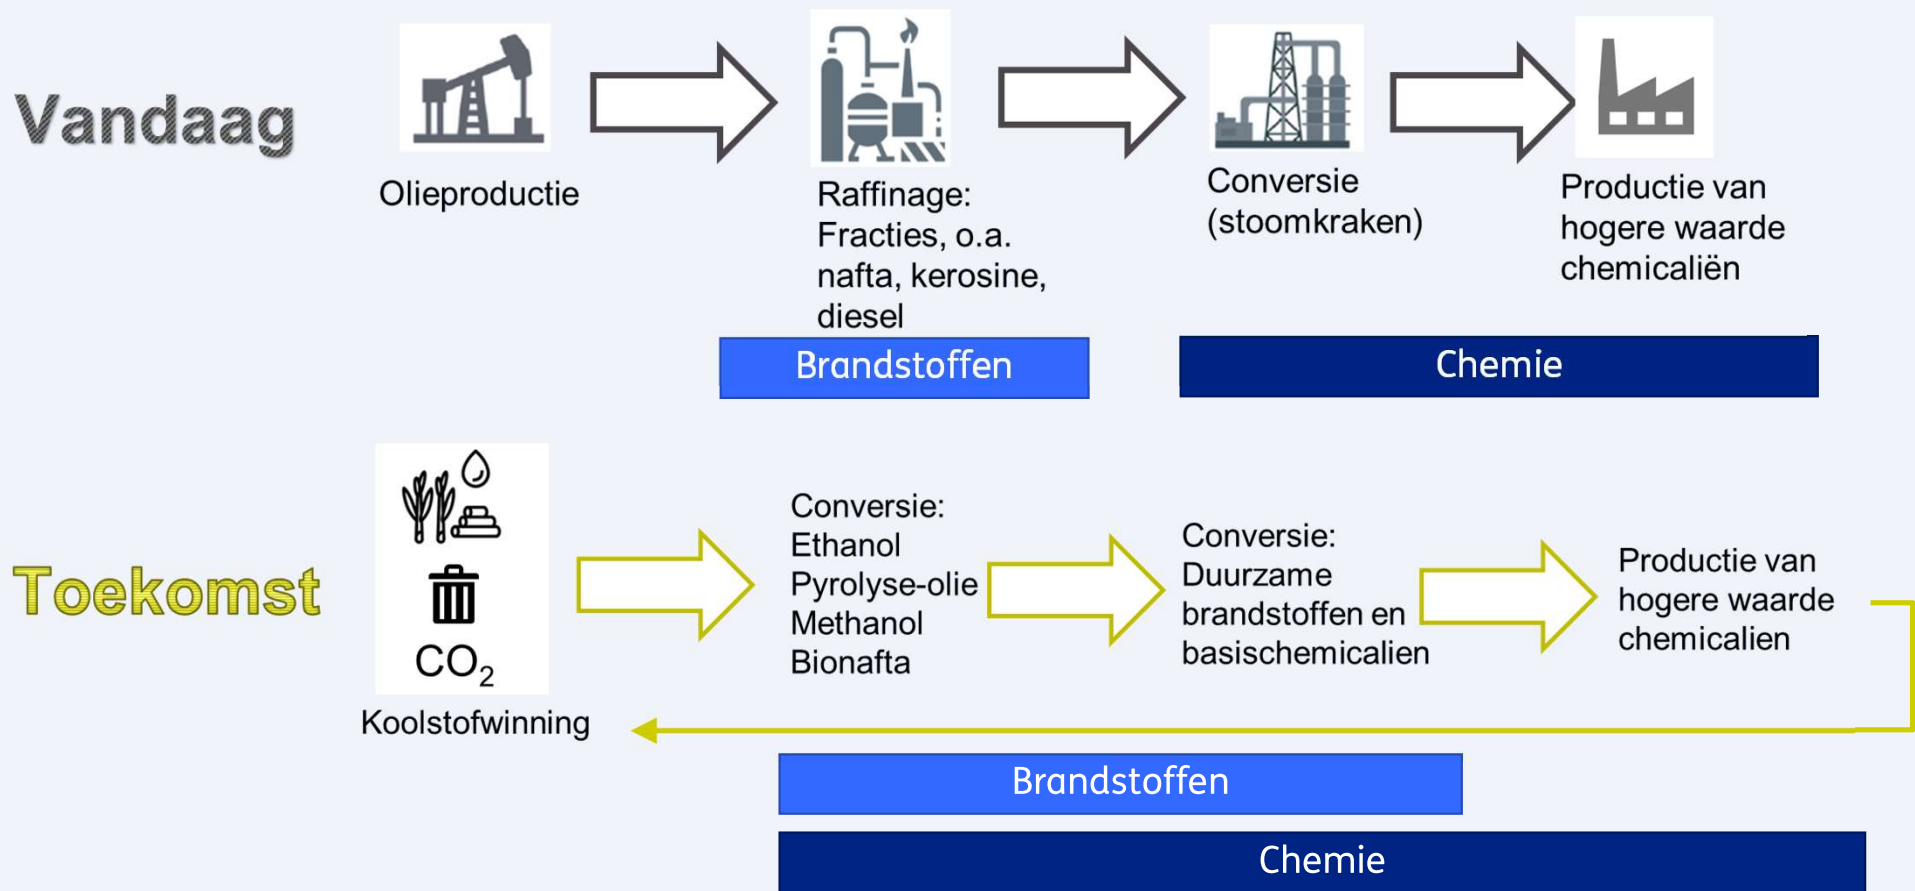 Vandaag
Olieproductie
Raffinage:
Fracties, o.a.
nafta, kerosine,
diesel
Conversie
(stoomkraken)
Productie van
hogere waarde
chemicaliën
Brandstoffen
Chemie
Toekomst
CO₂
Koolstofwinning
Conversie:
Ethanol
Pyrolyse-olie
Methanol
Bionafta
Conversie:
Duurzame
brandstoffen en
basischemicalien
Productie van
hogere waarde
chemicalien
Brandstoffen
Chemie